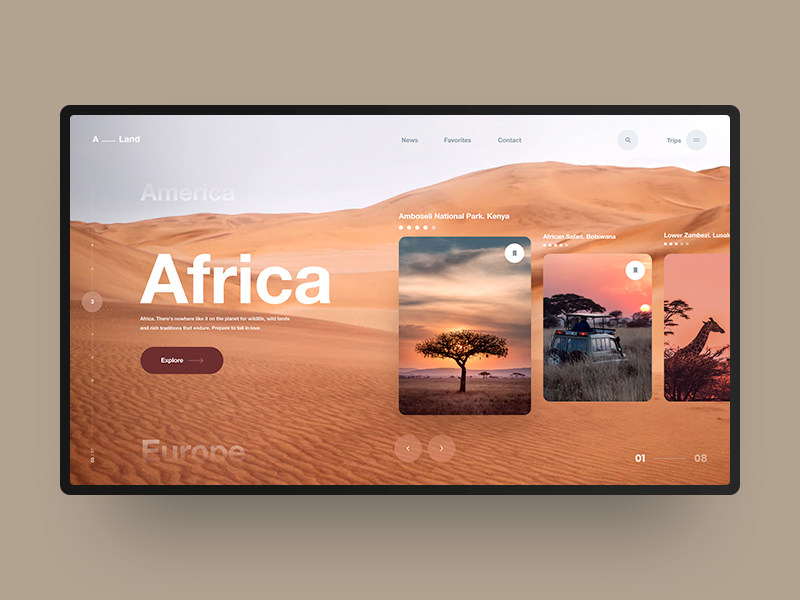 A Land
News
Favorites
Contact
Trips
America
Amboseli National Park. Kenya
African Safari. Botswana
Lower Zambezi. Lusak
Africa
3
Africa. There's nowhere like it on the planet for wildlife, wild lands
and rich traditions that endure. Prepare to fall in love
Explore
Europe
01
08